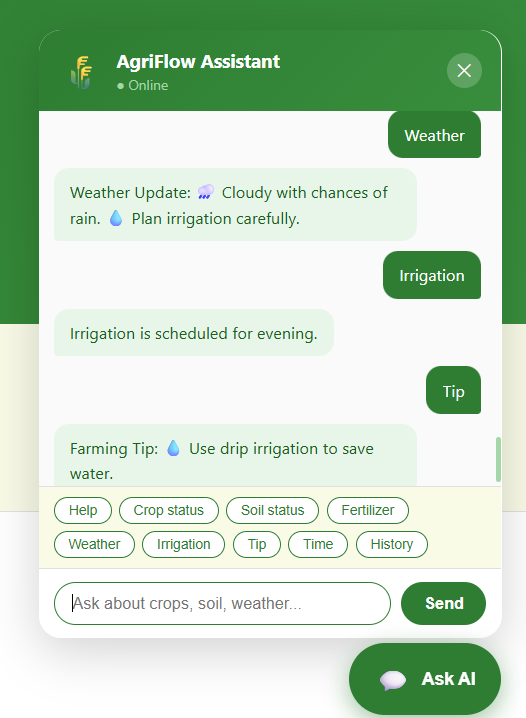 AgriFlow Assistant
● Online
Weather
Weather Update: 🌧️ Cloudy with chances of
rain. 💧 Plan irrigation carefully.
Irrigation
Irrigation is scheduled for evening.
Tip
Farming Tip: 💧 Use drip irrigation to save
water.
Help Crop status Soil status Fertilizer
Weather Irrigation Tip Time History
Ask about crops, soil, weather... Send
💬 Ask AI